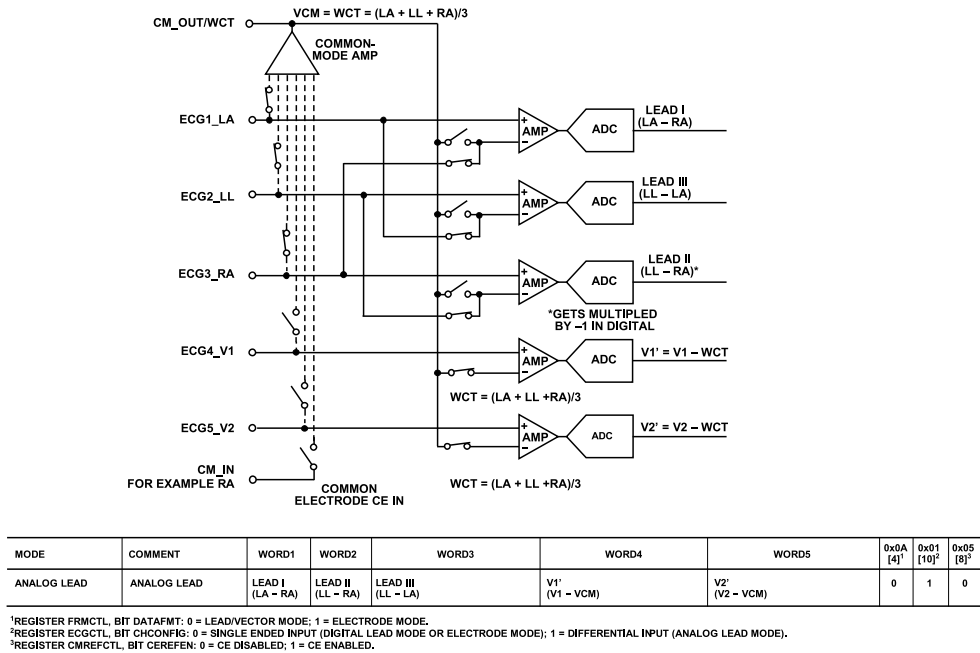 CM_OUT/WCT
VCM = WCT = (LA + LL + RA)/3
COMMON-
MODE AMP
ECG1_LA
+
AMP
–
ADC
LEAD I
(LA – RA)
ECG2_LL
+
AMP
–
ADC
LEAD III
(LL – LA)
ECG3_RA
+
AMP
–
ADC
LEAD II
(LL – RA)*
*GETS MULTIPLED
BY –1 IN DIGITAL
ECG4_V1
+
AMP
–
ADC
V1' = V1 – WCT
WCT = (LA + LL +RA)/3
ECG5_V2
+
AMP
–
ADC
V2' = V2 – WCT
WCT = (LA + LL +RA)/3
CM_IN
FOR EXAMPLE RA
COMMON
ELECTRODE CE IN
MODE COMMENT WORD1 WORD2 WORD3 WORD4 WORD5 0x0A [4]1 0x01 [10]2 0x05 [8]3
ANALOG LEAD ANALOG LEAD LEAD I (LA – RA) LEAD II (LL – RA) LEAD III (LL – LA) V1' (V1 – VCM) V2' (V2 – VCM) 0 1 0
1REGISTER FRMCTL, BIT DATAFMT: 0 = LEAD/VECTOR MODE; 1 = ELECTRODE MODE.
2REGISTER ECGCTL, BIT CHCONFIG: 0 = SINGLE ENDED INPUT (DIGITAL LEAD MODE OR ELECTRODE MODE); 1 = DIFFERENTIAL INPUT (ANALOG LEAD MODE).
3REGISTER CMREFCTL, BIT CEREFEN: 0 = CE DISABLED; 1 = CE ENABLED.